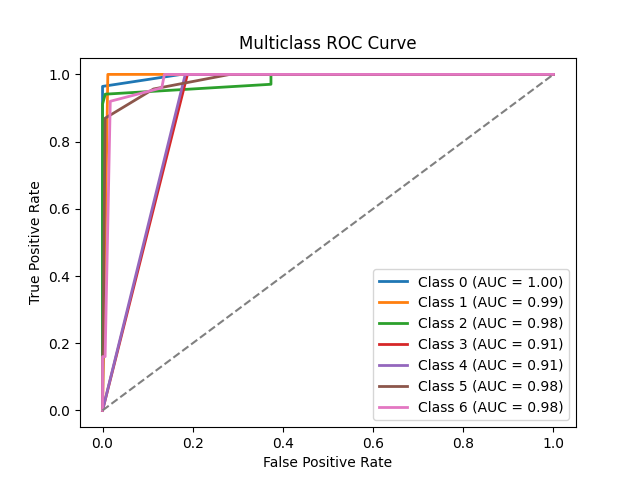 Multiclass ROC Curve
True Positive Rate
1.0
0.8
0.6
0.4
0.2
0.0
Class 0 (AUC = 1.00)
Class 1 (AUC = 0.99)
Class 2 (AUC = 0.98)
Class 3 (AUC = 0.91)
Class 4 (AUC = 0.91)
Class 5 (AUC = 0.98)
Class 6 (AUC = 0.98)
0.0 0.2 0.4 0.6 0.8 1.0
False Positive Rate